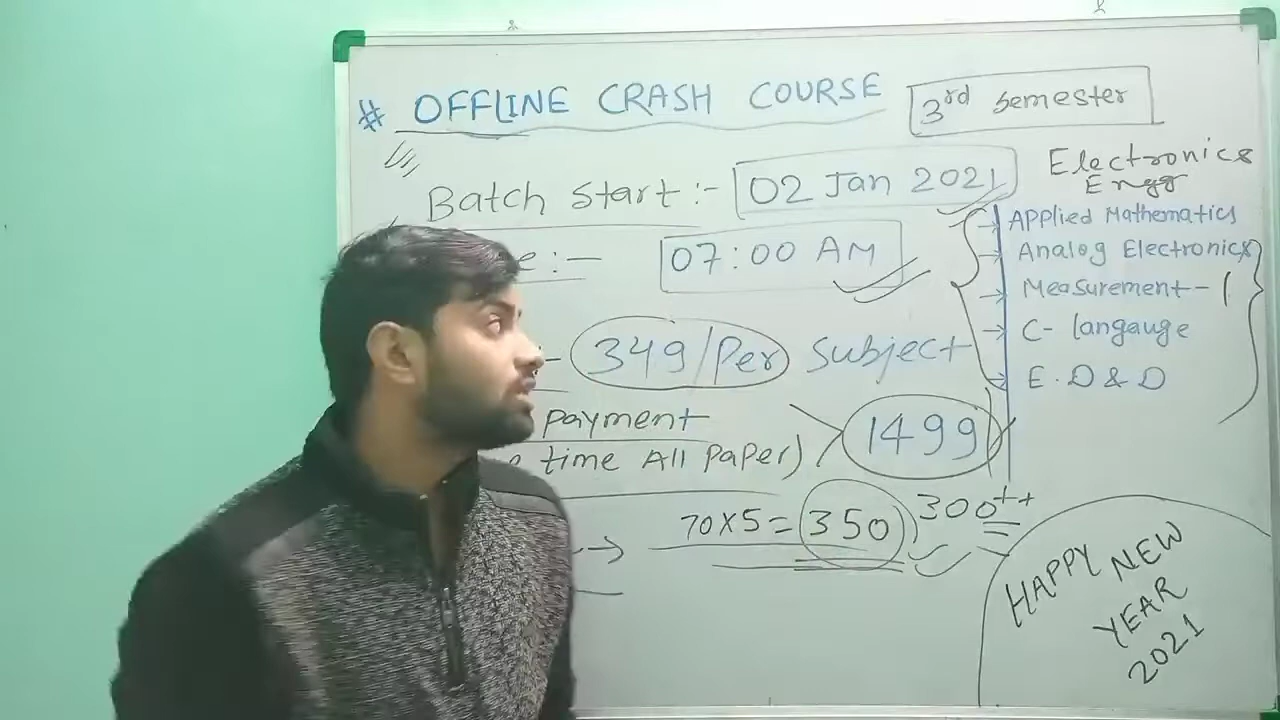 # OFFLINE CRASH COURSE
3rd Semester
Batch Start :- 02 Jan 2021
e :- 07:00 AM
- 349/Per Subject
payment
time All Paper) 1499
70x5 = 350, 300++
Electronics
Engg
Applied Mathematics
Analog Electronics
Measurement - 1
C- langauge
E. D & D
HAPPY NEW
YEAR
2021